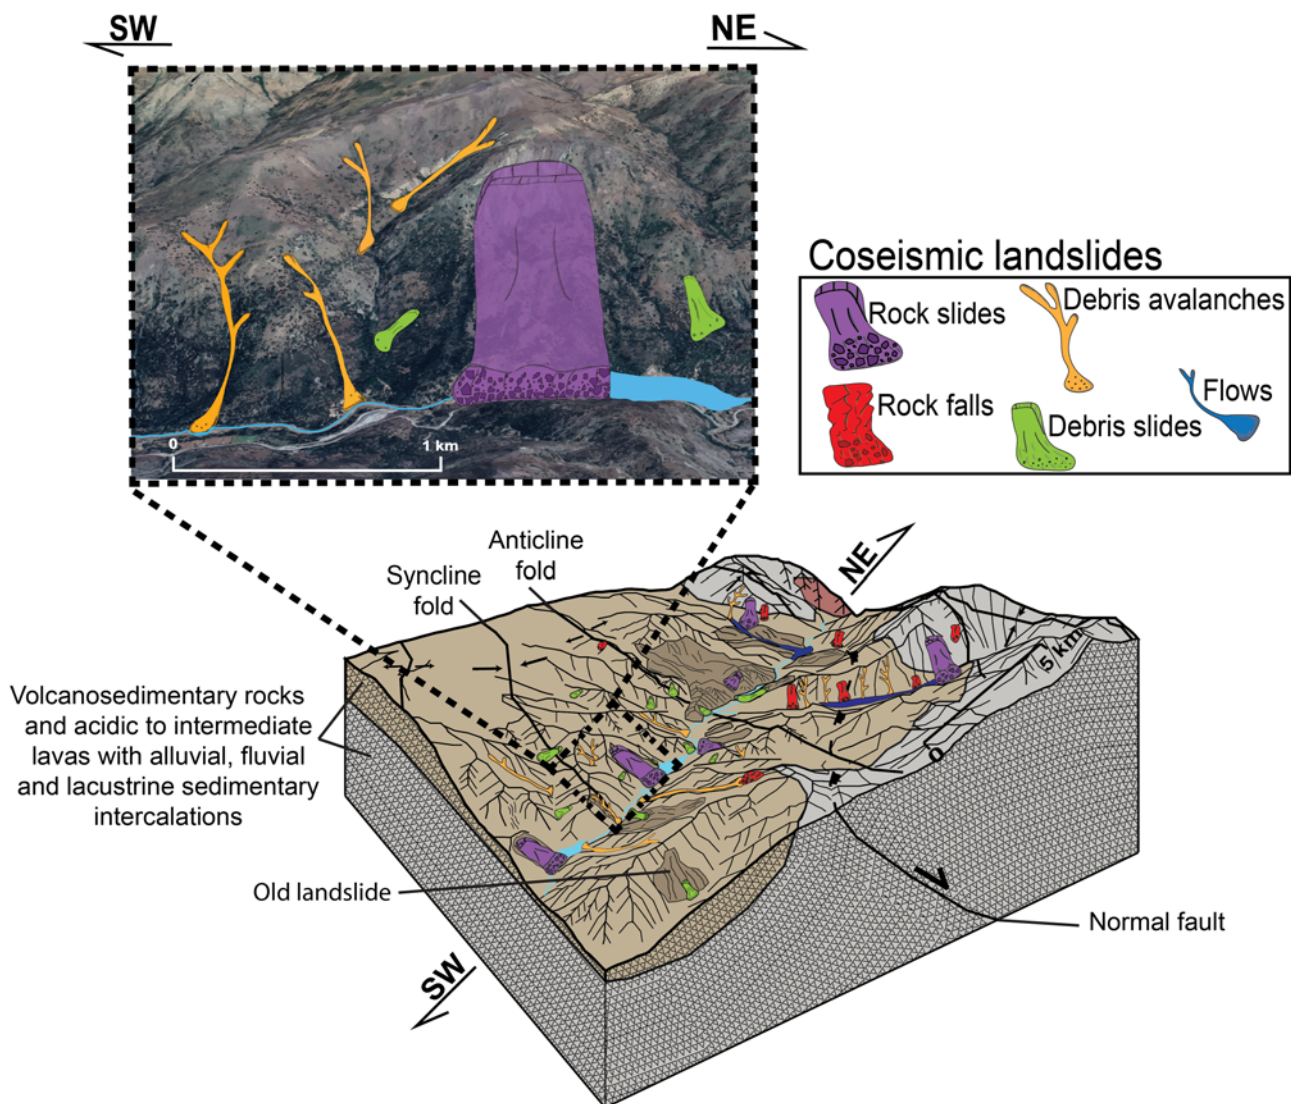 SW
NE
0
1 km
Coseismic landslides
Rock slides
Debris avalanches
Rock falls
Debris slides
Flows
Anticline
fold
Syncline
fold
NE
5 km
0
Volcanosedimentary rocks
and acidic to intermediate
lavas with alluvial, fluvial
and lacustrine sedimentary
intercalations
Old landslide
Normal fault
SW